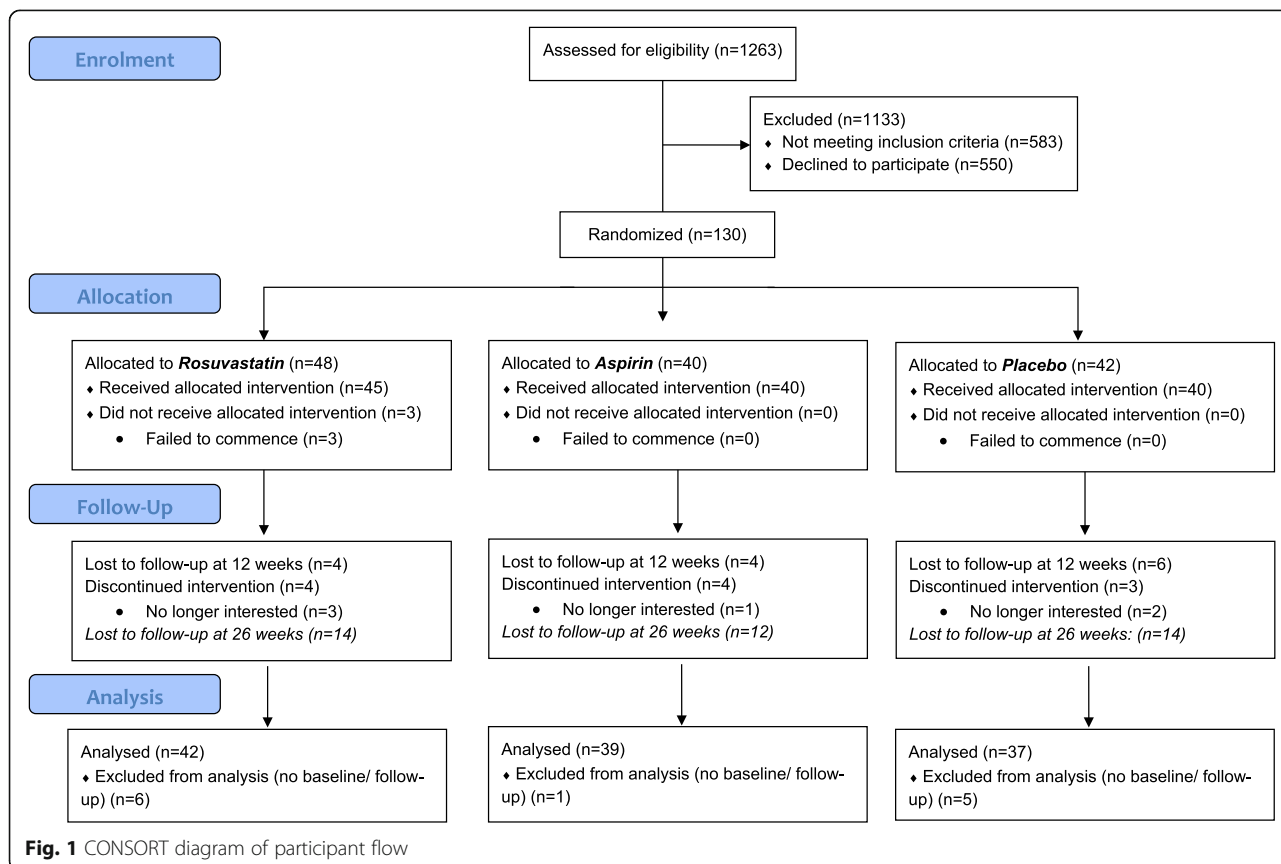 Enrolment
Assessed for eligibility (n=1263)
Excluded (n=1133)
♦ Not meeting inclusion criteria (n=583)
♦ Declined to participate (n=550)
Randomized (n=130)
Allocation
Allocated to Rosuvastatin (n=48)
♦ Received allocated intervention (n=45)
♦ Did not receive allocated intervention (n=3)
• Failed to commence (n=3)
Allocated to Aspirin (n=40)
♦ Received allocated intervention (n=40)
♦ Did not receive allocated intervention (n=0)
• Failed to commence (n=0)
Allocated to Placebo (n=42)
♦ Received allocated intervention (n=40)
♦ Did not receive allocated intervention (n=0)
• Failed to commence (n=0)
Follow-Up
Lost to follow-up at 12 weeks (n=4)
Discontinued intervention (n=4)
• No longer interested (n=3)
Lost to follow-up at 26 weeks (n=14)
Lost to follow-up at 12 weeks (n=4)
Discontinued intervention (n=4)
• No longer interested (n=1)
Lost to follow-up at 26 weeks (n=12)
Lost to follow-up at 12 weeks (n=6)
Discontinued intervention (n=3)
• No longer interested (n=2)
Lost to follow-up at 26 weeks: (n=14)
Analysis
Analysed (n=42)
♦ Excluded from analysis (no baseline/ follow-
up) (n=6)
Analysed (n=39)
♦ Excluded from analysis (no baseline/ follow-
up) (n=1)
Analysed (n=37)
♦ Excluded from analysis (no baseline/ follow-
up) (n=5)
Fig. 1 CONSORT diagram of participant flow